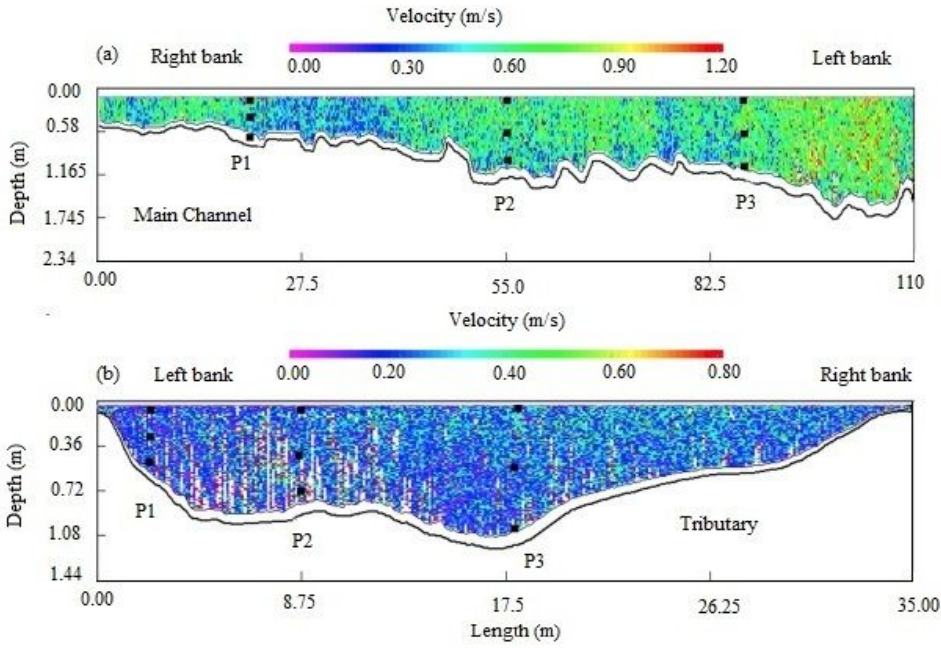 Velocity (m/s)
(a) Right bank 0.00 0.30 0.60 0.90 1.20 Left bank
0.00
0.58
1.165
1.745
2.34
Depth (m)
P1
P2
P3
Main Channel
0.00 27.5 55.0 82.5 110
Velocity (m/s)
(b) Left bank 0.00 0.20 0.40 0.60 0.80 Right bank
0.00
0.36
0.72
1.08
1.44
Depth (m)
P1
P2
P3
Tributary
0.00 8.75 17.5 26.25 35.00
Length (m)